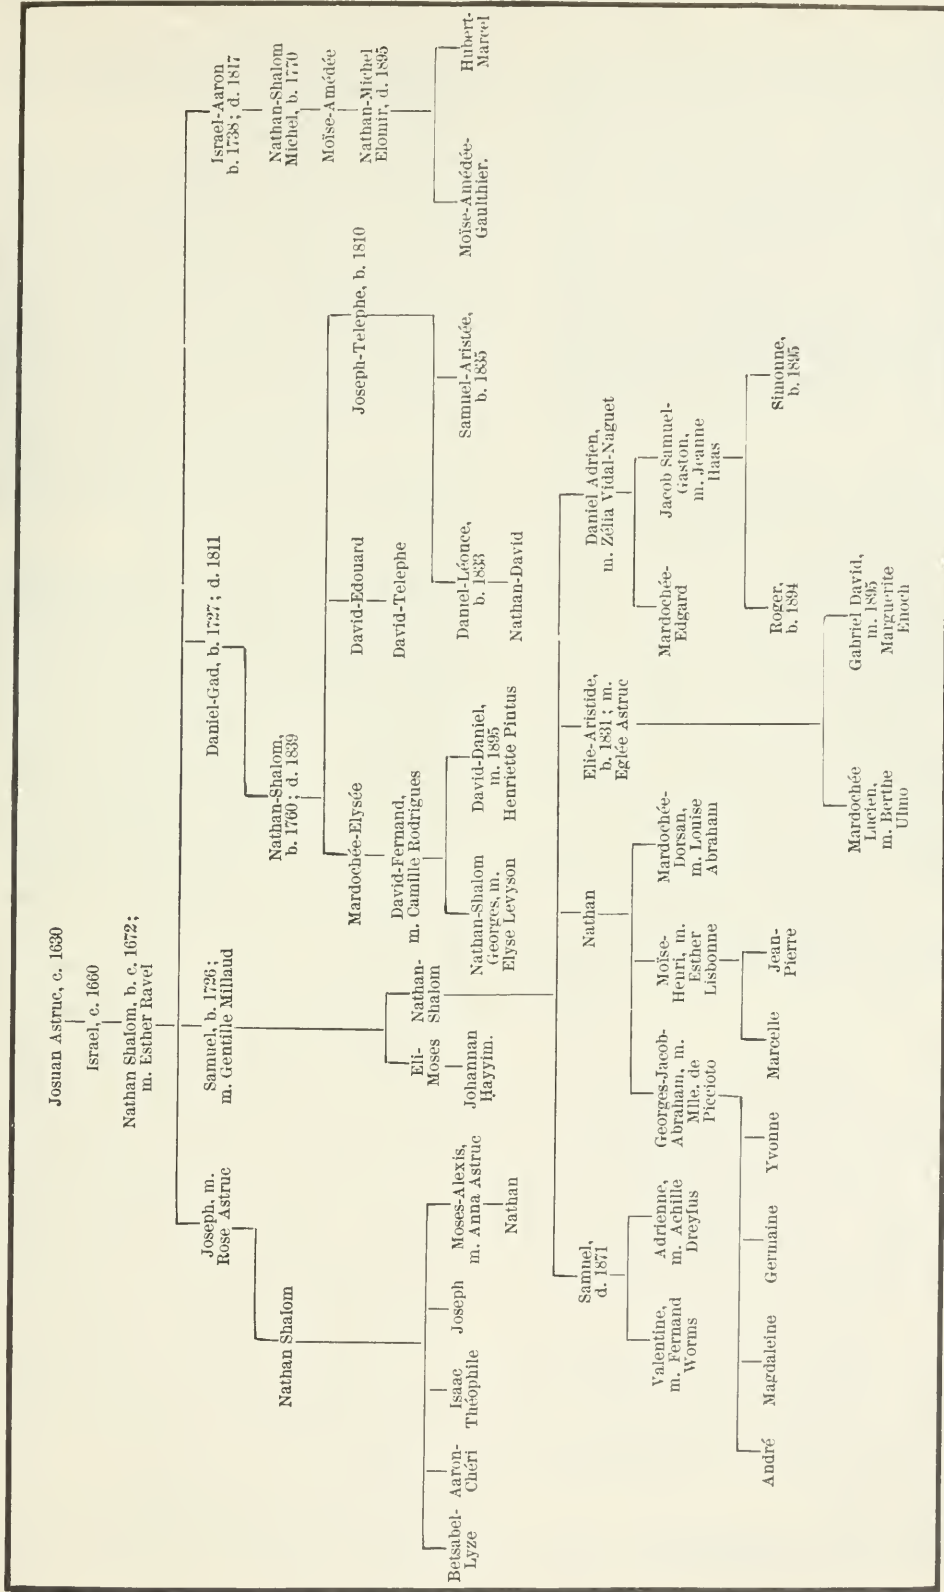 Josuan Astruc, c. 1630
Israel, c. 1660
Nathan Shalom, b. c. 1672;
m. Esther Ravel
Joseph, m.
Rose Astruc
Samuel, b. 1726;
m. Gentille Milland
Daniel-Gad, b. 1727; d. 1811
Israel-Aaron
b. 1738; d. 1817
Nathan Shalom
Nathan-Shalom,
b. 1760; d. 1839
Nathan-Shalom
Michel, b. 1770
Moïse-Amédée
Nathan-Michel
Elomir, d. 1895
Mardochée-Elysée
David-Edouard
Joseph-Telephe, b. 1810
David-Fernand,
m. Camille Rodrigues
David-Telephe
Eli-
Moses
Nathan-
Shalom
Betsabel-
Lyze
Aaron-
Chéri
Isaac
Théophile
Joseph
Moses-Alexis,
m. Anna Astruc
Johannan
Ḥayyim.
Nathan-Shalom
Georges, m.
Elyse Levyson
David-Daniel,
m. 1895
Henriette Pintus
Daniel-Léonce,
b. 1833
Samuel-Aristée,
b. 1835
Moïse-Amédée-
Gaulthier.
Hubert-
Marcel
Nathan
Nathan-David
Samuel,
d. 1871
Nathan
Elie-Aristide,
b. 1831; m.
Eglée Astruc
Daniel Adrien,
m. Zélia Vidal-Naguet
Valentine,
m. Fernand
Worms
Adrienne,
m. Achille
Dreyfus
Georges-Jacob-
Abraham, m.
Mlle. de
Piccioto
Moïse-
Henri, m.
Esther
Lisbonne
Mardochée-
Dorsan,
m. Louise
Abraham
Mardochée-
Edgard
Jacob Samuel-
Gaston,
m. Jeanne
Haas
André
Magdaleine
Germaine
Yvonne
Marcelle
Jean-
Pierre
Roger,
b. 1894
Simonne,
b. 1895
Mardochée
Lucien,
m. Berthe
Ulmo
Gabriel David,
m. 1895
Marguerite
Enoch